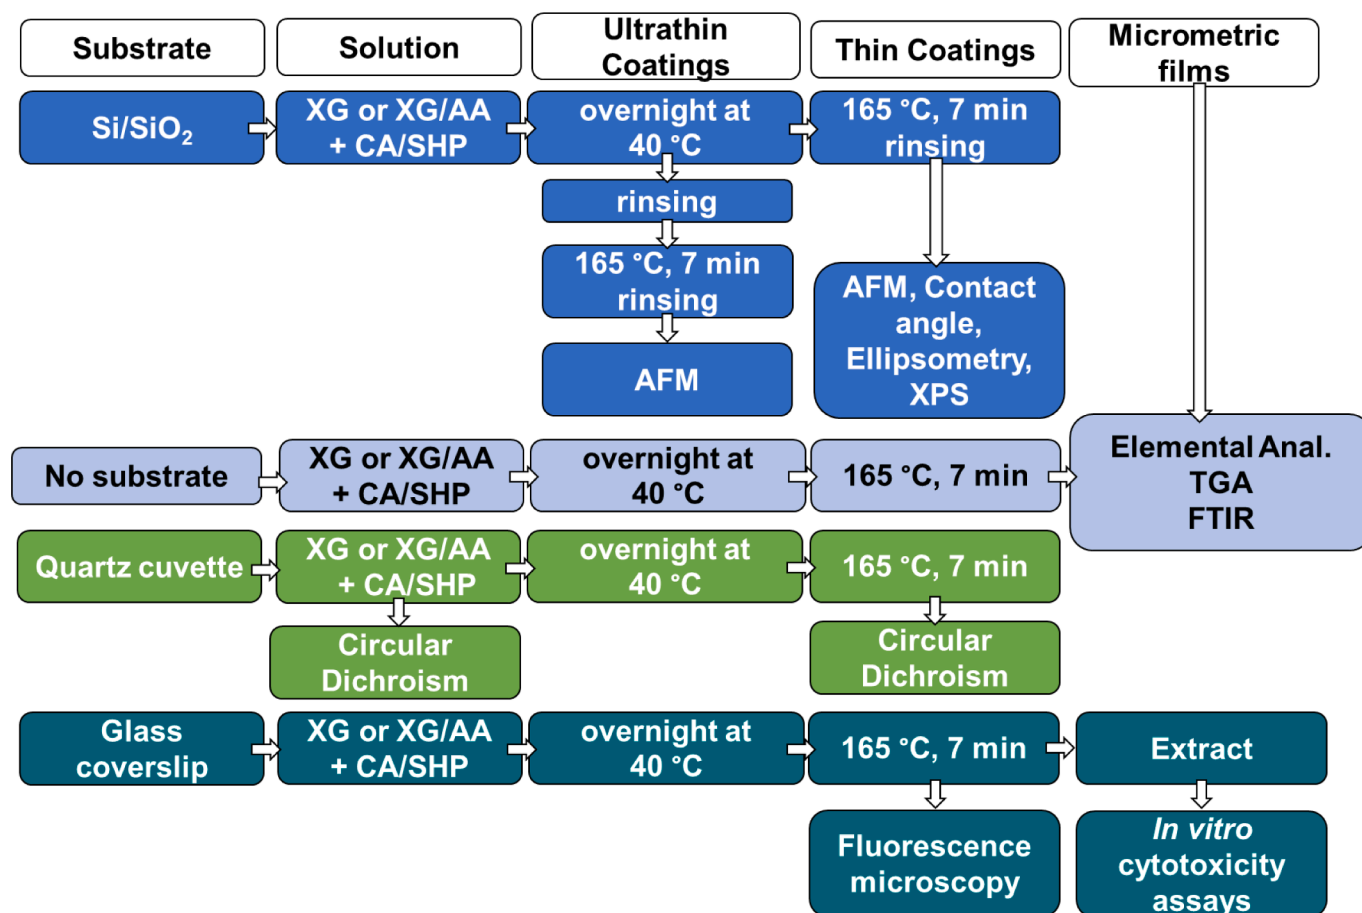 Substrate
Solution
Ultrathin
Coatings
Thin Coatings
Micrometric
films
Si/SiO₂
XG or XG/AA
+ CA/SHP
overnight at
40 °C
165 °C, 7 min
rinsing
rinsing
165 °C, 7 min
rinsing
AFM
AFM, Contact
angle,
Ellipsometry,
XPS
No substrate
XG or XG/AA
+ CA/SHP
overnight at
40 °C
165 °C, 7 min
Elemental Anal.
TGA
FTIR
Quartz cuvette
XG or XG/AA
+ CA/SHP
overnight at
40 °C
165 °C, 7 min
Circular
Dichroism
Circular
Dichroism
Glass
coverslip
XG or XG/AA
+ CA/SHP
overnight at
40 °C
165 °C, 7 min
Extract
Fluorescence
microscopy
In vitro
cytotoxicity
assays